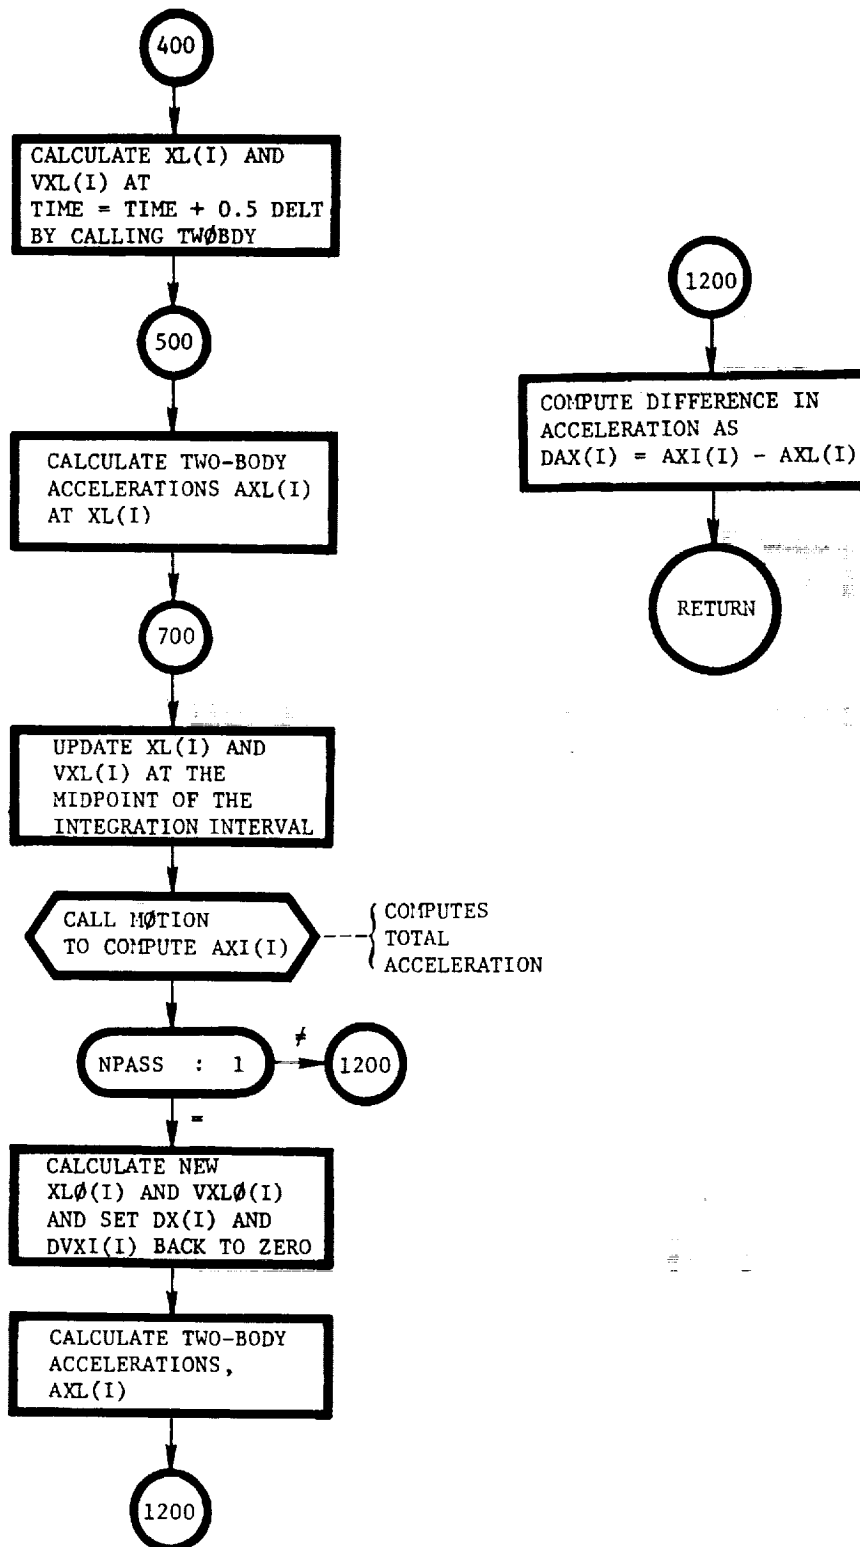 400
CALCULATE XL(I) AND
VXL(I) AT
TIME = TIME + 0.5 DELT
BY CALLING TWØBDY
500
CALCULATE TWO-BODY
ACCELERATIONS AXL(I)
AT XL(I)
700
UPDATE XL(I) AND
VXL(I) AT THE
MIDPOINT OF THE
INTEGRATION INTERVAL
CALL MØTION
TO COMPUTE AXI(I)
COMPUTES
TOTAL
ACCELERATION
NPASS : 1
≠
1200
=
CALCULATE NEW
XLØ(I) AND VXLØ(I)
AND SET DX(I) AND
DVXI(I) BACK TO ZERO
CALCULATE TWO-BODY
ACCELERATIONS,
AXL(I)
1200
1200
COMPUTE DIFFERENCE IN
ACCELERATION AS
DAX(I) = AXI(I) - AXL(I)
RETURN